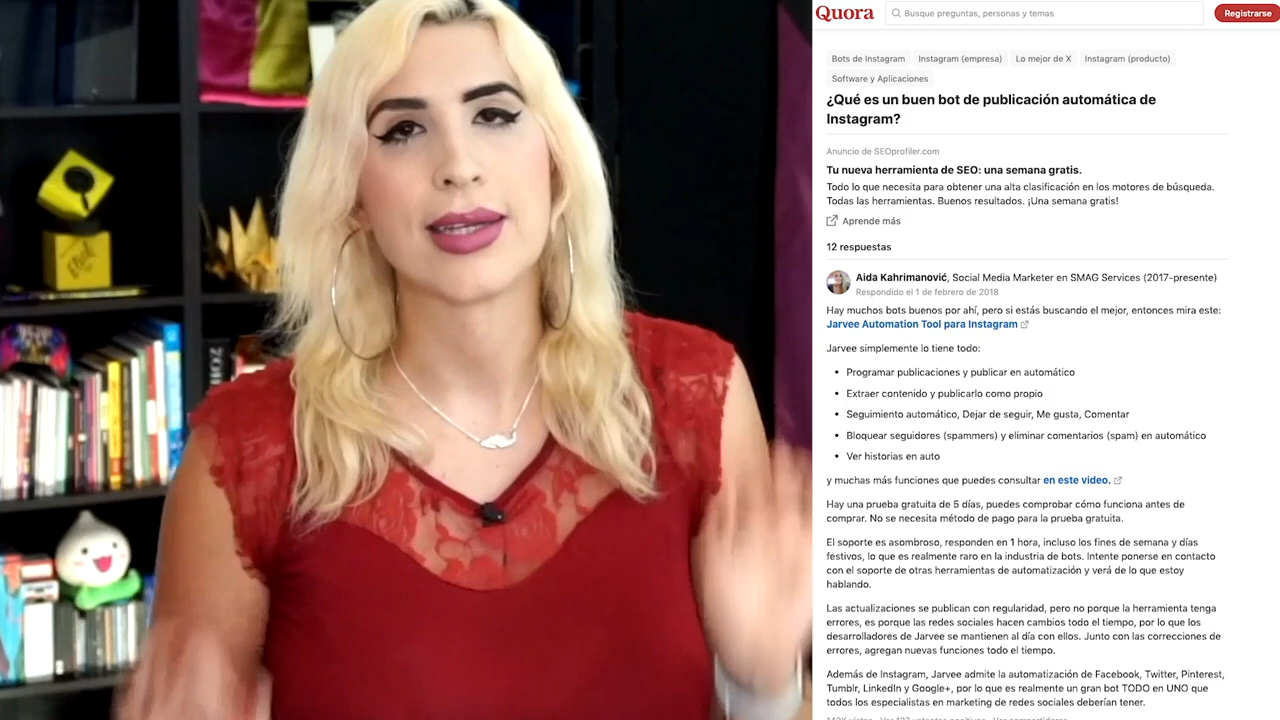 Quora
Busque preguntas, personas y temas
Registrarse
Bots de Instagram
Instagram (empresa)
Lo mejor de X
Instagram (producto)
Software y Aplicaciones
¿Qué es un buen bot de publicación automática de
Instagram?
Anuncio de SEOprofiler.com
Tu nueva herramienta de SEO: una semana gratis.
Todo lo que necesita para obtener una alta clasificación en los motores de búsqueda.
Todas las herramientas. Buenos resultados. ¡Una semana gratis!
Aprende más
12 respuestas
Aida Kahrimanović, Social Media Marketer en SMAG Services (2017-presente)
Respondido el 1 de febrero de 2018
Hay muchos bots buenos por ahí, pero si estás buscando el mejor, entonces mira este:
Jarvee Automation Tool para Instagram
Jarvee simplemente lo tiene todo:
• Programar publicaciones y publicar en automático
• Extraer contenido y publicarlo como propio
• Seguimiento automático, Dejar de seguir, Me gusta, Comentar
• Bloquear seguidores (spammers) y eliminar comentarios (spam) en automático
• Ver historias en auto
y muchas más funciones que puedes consultar en este video.
Hay una prueba gratuita de 5 días, puedes comprobar cómo funciona antes de
comprar. No se necesita método de pago para la prueba gratuita.
El soporte es asombroso, responden en 1 hora, incluso los fines de semana y días
festivos, lo que es realmente raro en la industria de bots. Intente ponerse en contacto
con el soporte de otras herramientas de automatización y verá de lo que estoy
hablando.
Las actualizaciones se publican con regularidad, pero no porque la herramienta tenga
errores, es porque las redes sociales hacen cambios todo el tiempo, por lo que los
desarrolladores de Jarvee se mantienen al día con ellos. Junto con las correcciones de
errores, agregan nuevas funciones todo el tiempo.
Además de Instagram, Jarvee admite la automatización de Facebook, Twitter, Pinterest,
Tumblr, LinkedIn y Google+, por lo que es realmente un gran bot TODO en UNO que
todos los especialistas en marketing de redes sociales deberían tener.